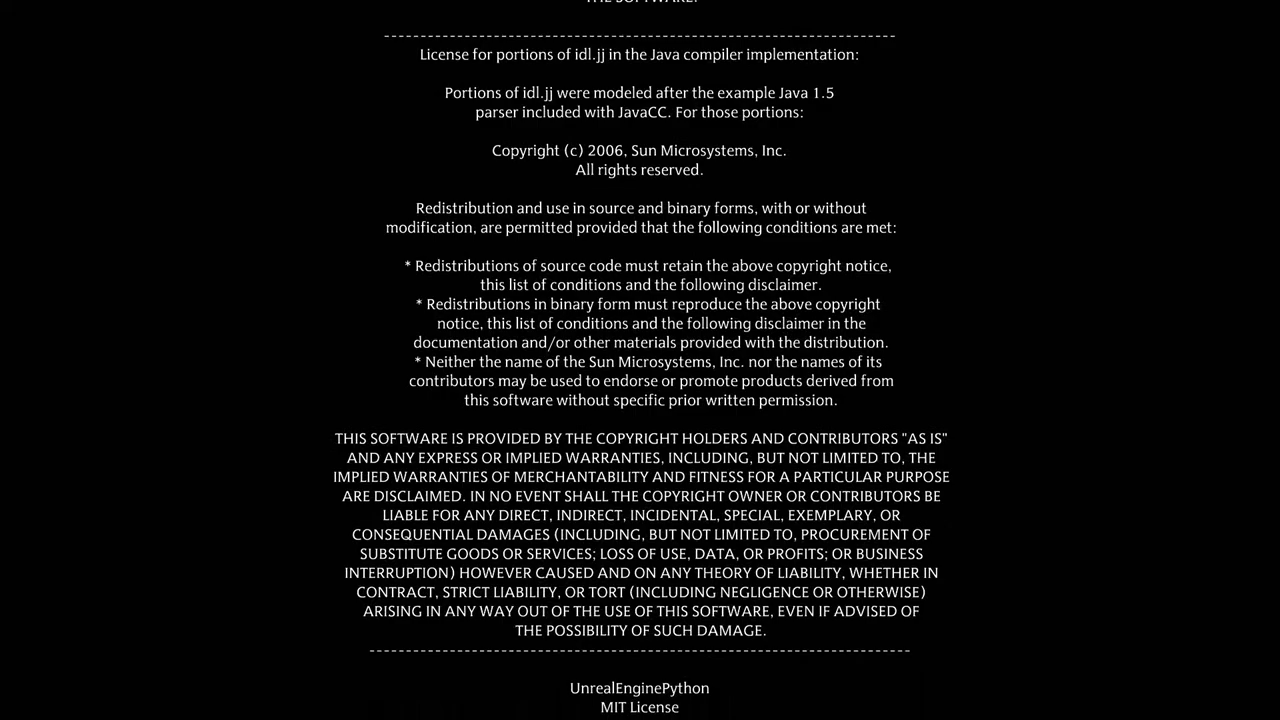 THE SOFTWARE.
-----------------------------------------------------------------------
License for portions of idl.jj in the Java compiler implementation:
Portions of idl.jj were modeled after the example Java 1.5
parser included with JavaCC. For those portions:
Copyright (c) 2006, Sun Microsystems, Inc.
All rights reserved.
Redistribution and use in source and binary forms, with or without
modification, are permitted provided that the following conditions are met:
* Redistributions of source code must retain the above copyright notice,
this list of conditions and the following disclaimer.
* Redistributions in binary form must reproduce the above copyright
notice, this list of conditions and the following disclaimer in the
documentation and/or other materials provided with the distribution.
* Neither the name of the Sun Microsystems, Inc. nor the names of its
contributors may be used to endorse or promote products derived from
this software without specific prior written permission.
THIS SOFTWARE IS PROVIDED BY THE COPYRIGHT HOLDERS AND CONTRIBUTORS "AS IS"
AND ANY EXPRESS OR IMPLIED WARRANTIES, INCLUDING, BUT NOT LIMITED TO, THE
IMPLIED WARRANTIES OF MERCHANTABILITY AND FITNESS FOR A PARTICULAR PURPOSE
ARE DISCLAIMED. IN NO EVENT SHALL THE COPYRIGHT OWNER OR CONTRIBUTORS BE
LIABLE FOR ANY DIRECT, INDIRECT, INCIDENTAL, SPECIAL, EXEMPLARY, OR
CONSEQUENTIAL DAMAGES (INCLUDING, BUT NOT LIMITED TO, PROCUREMENT OF
SUBSTITUTE GOODS OR SERVICES; LOSS OF USE, DATA, OR PROFITS; OR BUSINESS
INTERRUPTION) HOWEVER CAUSED AND ON ANY THEORY OF LIABILITY, WHETHER IN
CONTRACT, STRICT LIABILITY, OR TORT (INCLUDING NEGLIGENCE OR OTHERWISE)
ARISING IN ANY WAY OUT OF THE USE OF THIS SOFTWARE, EVEN IF ADVISED OF
THE POSSIBILITY OF SUCH DAMAGE.
---------------------------------------------------------------------------
UnrealEnginePython
MIT License